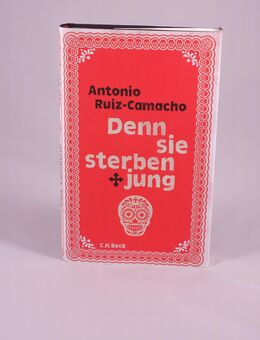 Antonio
Ruiz-Camacho
Denn
sie
sterben
jung
C.H.Beck